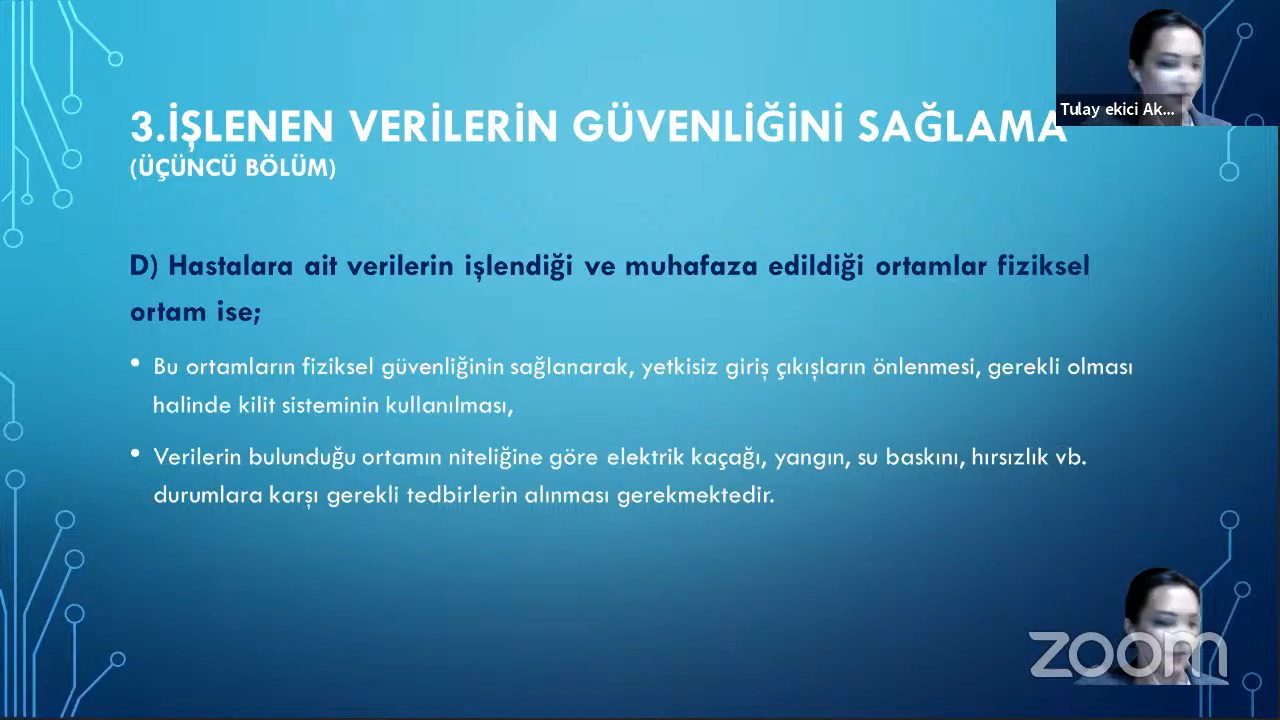 3.İŞLENEN VERİLERİN GÜVENLİĞİNİ SAĞLAMA
(ÜÇÜNCÜ BÖLÜM)
Tulay ekici Ak...
D) Hastalara ait verilerin işlendiği ve muhafaza edildiği ortamlar fiziksel
ortam ise;
• Bu ortamların fiziksel güvenliğinin sağlanarak, yetkisiz giriş çıkışların önlenmesi, gerekli olması
halinde kilit sisteminin kullanılması,
• Verilerin bulunduğu ortamın niteliğine göre elektrik kaçağı, yangın, su baskını, hırsızlık vb.
durumlara karşı gerekli tedbirlerin alınması gerekmektedir.
zoom